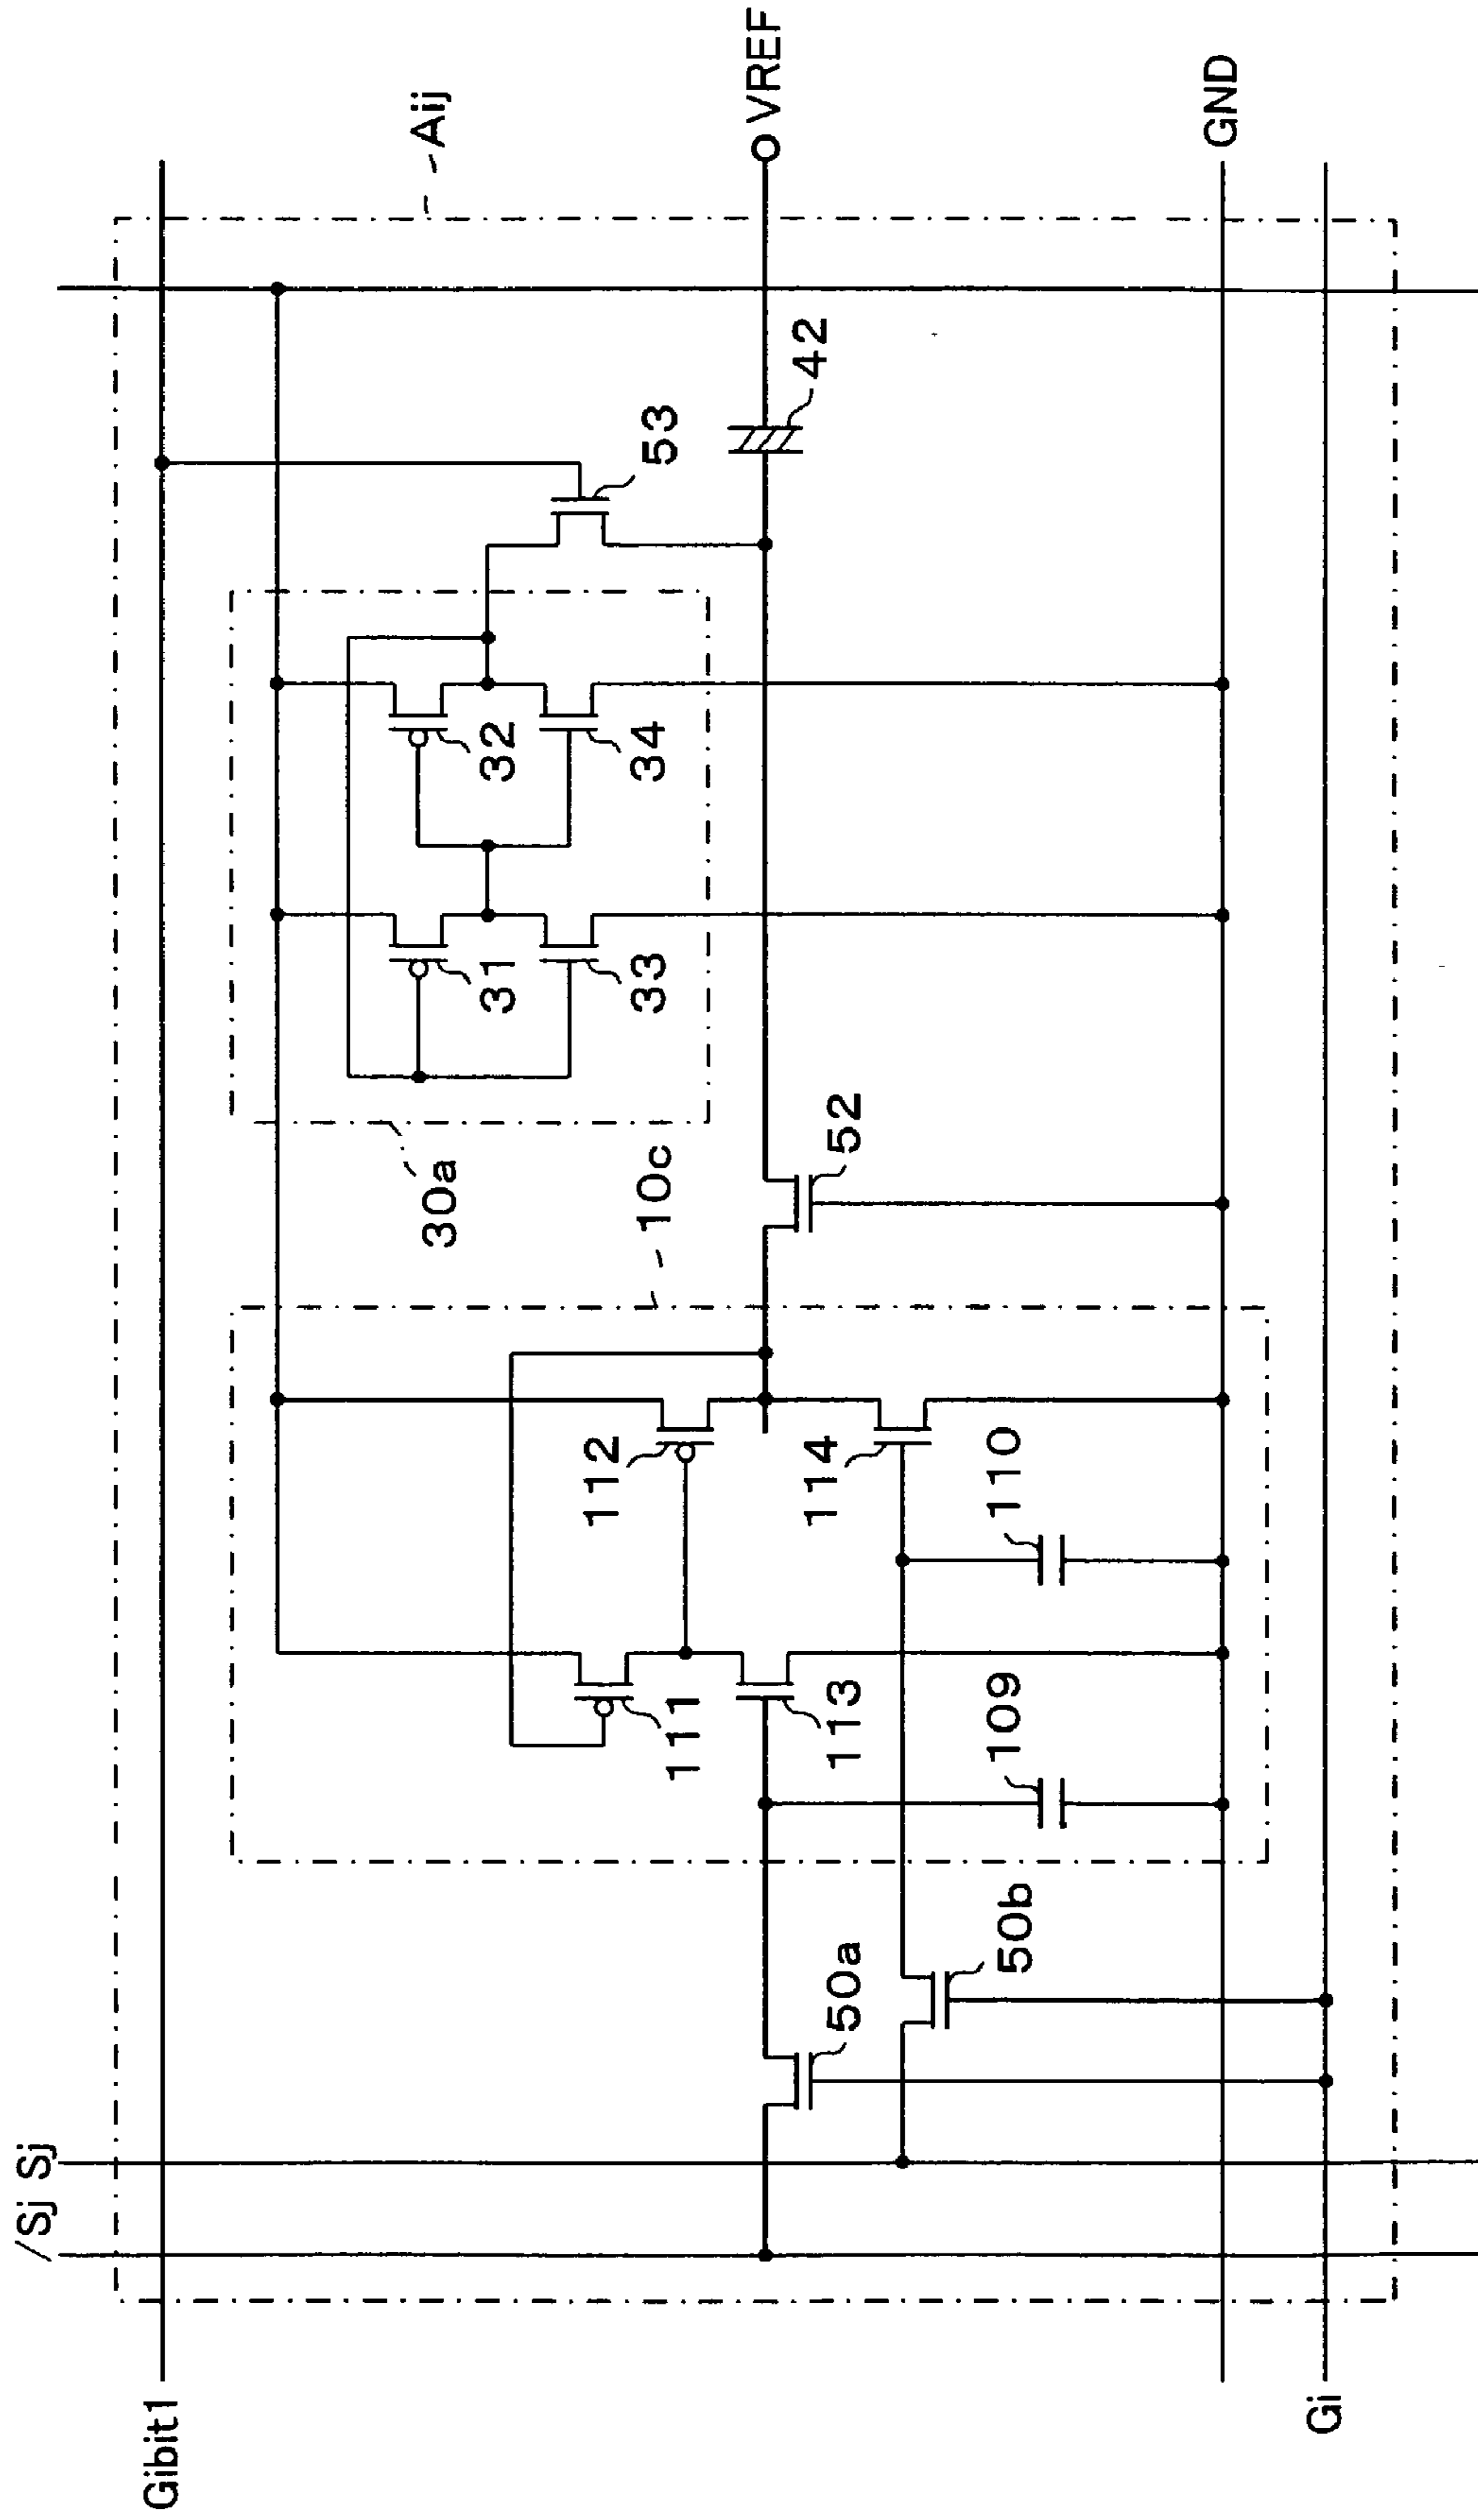 /Sj Sj
Gibit1
Aij
VREF
GND
Gi
53
42
32
34
31
33
30a
10c
52
112
114
110
111
113
109
50a
50b